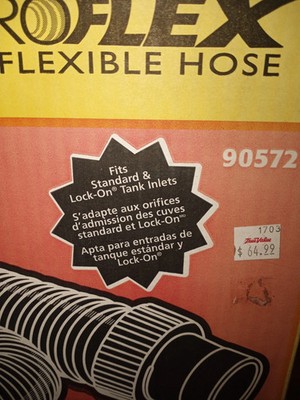 ROFLEX
FLEXIBLE HOSE
Fits
Standard &
Lock-On® Tank Inlets
S'adapte aux orifices
d'admission des cuves
standard et Lock-On®
Apta para entradas de
tanque estándar y
Lock-On®
90572
1703
True Value
$ 64.22